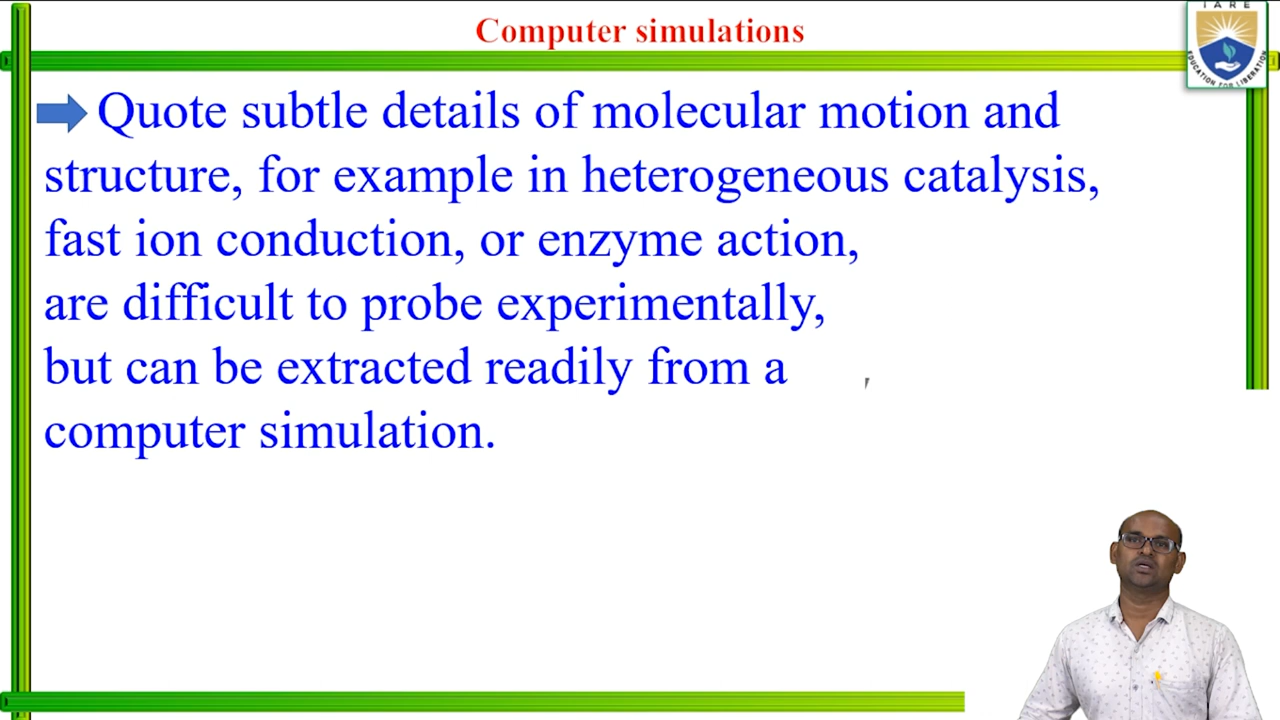 Computer simulations
IARE
EDUCATION FOR LIBERATION
Quote subtle details of molecular motion and
structure, for example in heterogeneous catalysis,
fast ion conduction, or enzyme action,
are difficult to probe experimentally,
but can be extracted readily from a
computer simulation.